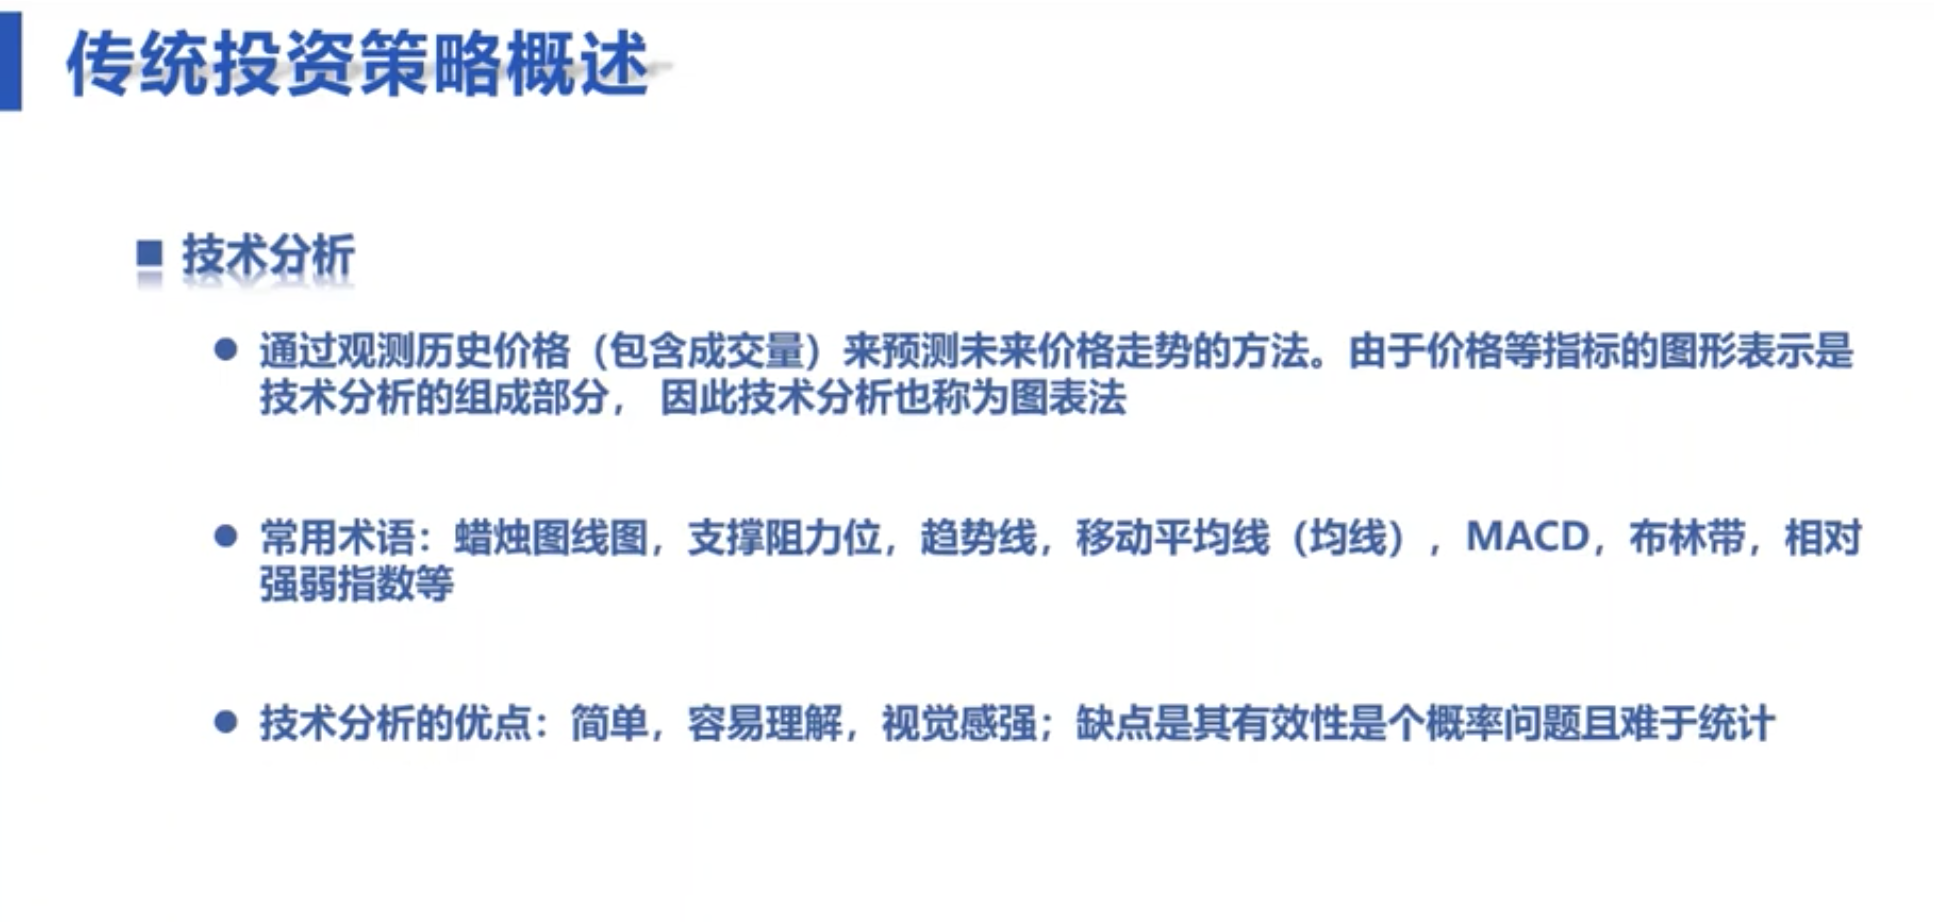 传统投资策略概述
■ 技术分析
● 通过观测历史价格（包含成交量）来预测未来价格走势的方法。由于价格等指标的图形表示是
技术分析的组成部分， 因此技术分析也称为图表法
● 常用术语：蜡烛图线图，支撑阻力位，趋势线，移动平均线（均线），MACD，布林带，相对
强弱指数等
● 技术分析的优点：简单，容易理解，视觉感强；缺点是其有效性是个概率问题且难于统计